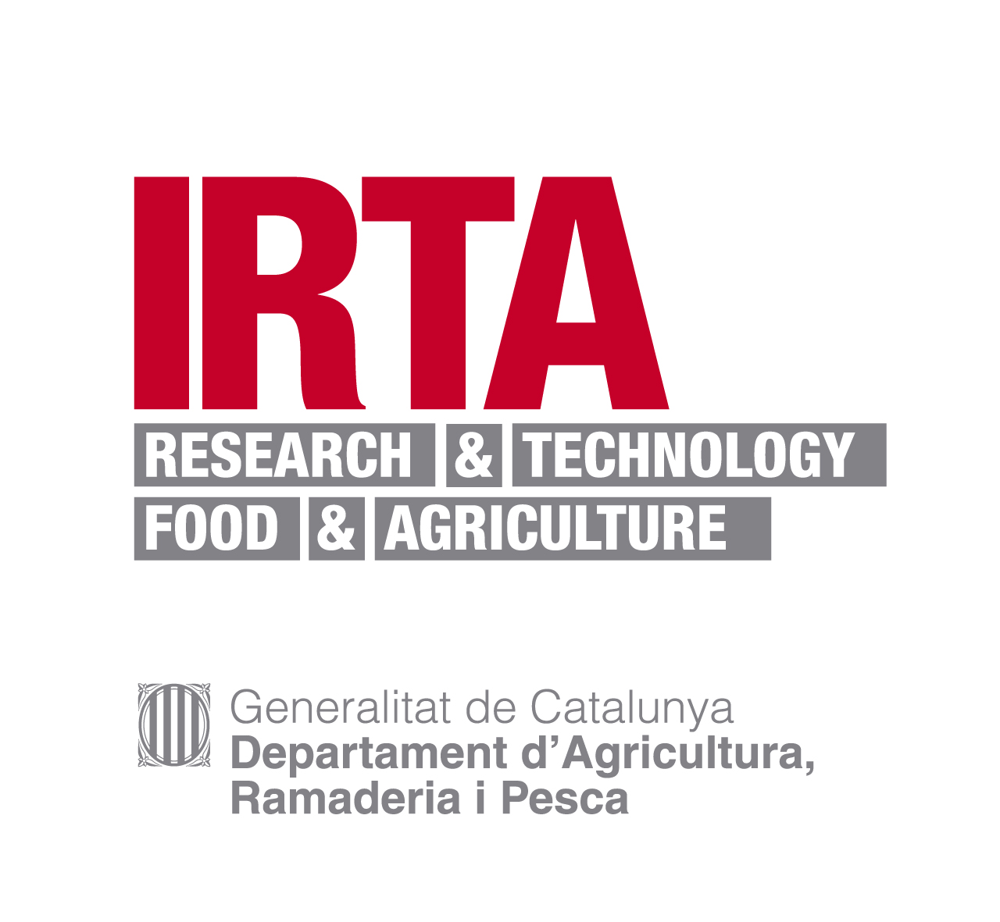 IRTA
RESEARCH & TECHNOLOGY
FOOD & AGRICULTURE
Generalitat de Catalunya
Departament d’Agricultura,
Ramaderia i Pesca